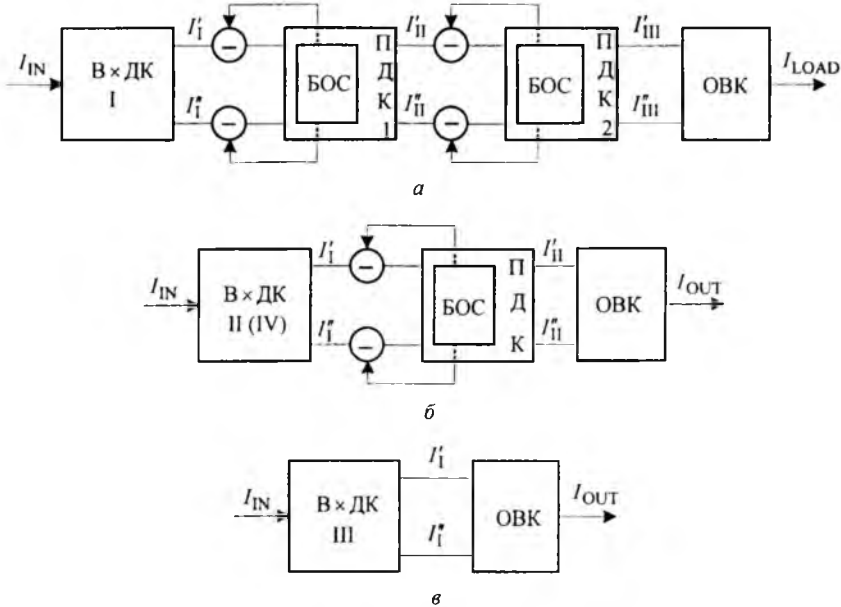 I_IN
В × ДК
I
I'_I
I"_I
−
−
БОС
П
Д
К
1
I'_II
I"_II
−
−
БОС
П
Д
К
2
I'_III
I"_III
ОВК
I_LOAD
а
I_IN
В × ДК
II (IV)
I'_I
I"_I
−
−
БОС
П
Д
К
I'_II
I"_II
ОВК
I_OUT
б
I_IN
В × ДК
III
I'_I
I"_I
ОВК
I_OUT
в